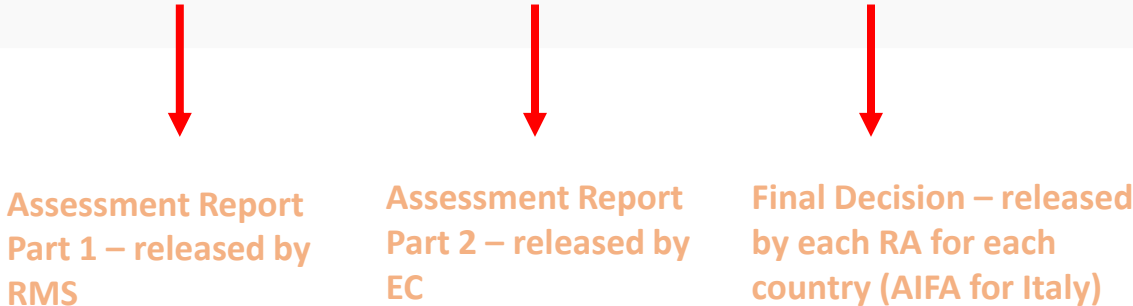 Assessment Report
Part 1 – released by
RMS
Assessment Report
Part 2 – released by
EC
Final Decision – released
by each RA for each
country (AIFA for Italy)